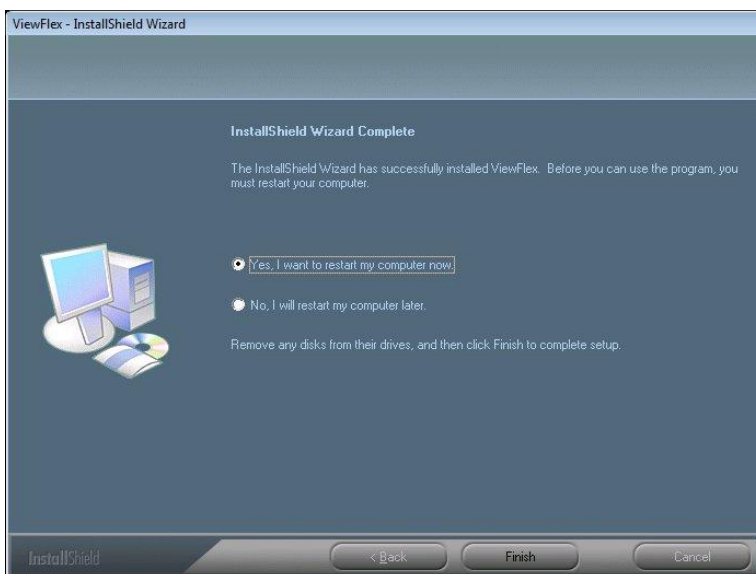 ViewFlex - InstallShield Wizard
InstallShield Wizard Complete
The InstallShield Wizard has successfully installed ViewFlex. Before you can use the program, you
must restart your computer.
Yes, I want to restart my computer now.
No, I will restart my computer later.
Remove any disks from their drives, and then click Finish to complete setup.
InstallShield
< Back
Finish
Cancel